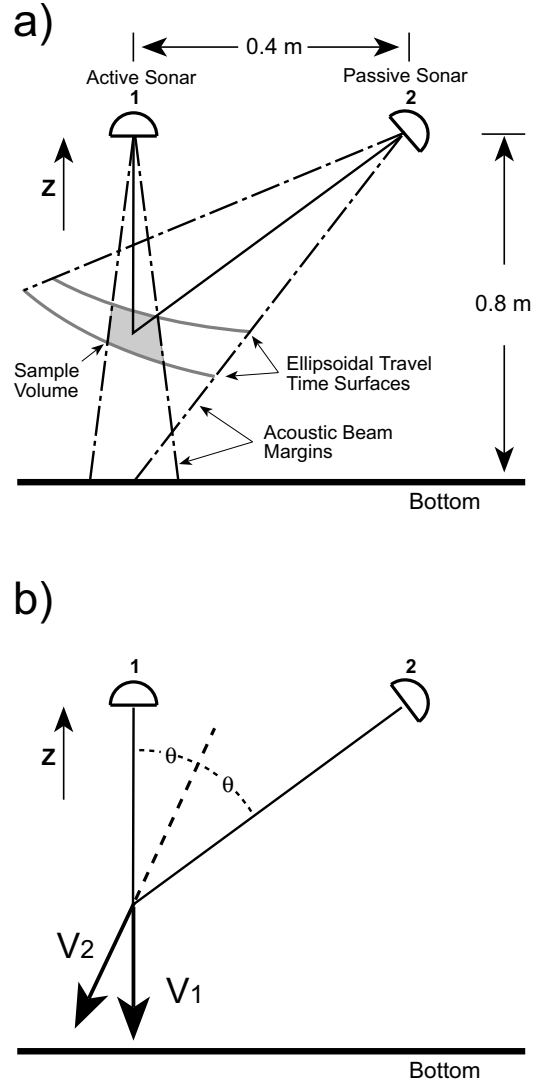 a)
0.4 m
Active Sonar
1
Passive Sonar
2
Z
0.8 m
Sample
Volume
Ellipsoidal Travel
Time Surfaces
Acoustic Beam
Margins
Bottom
b)
1
2
Z
θ
θ
V2
V1
Bottom